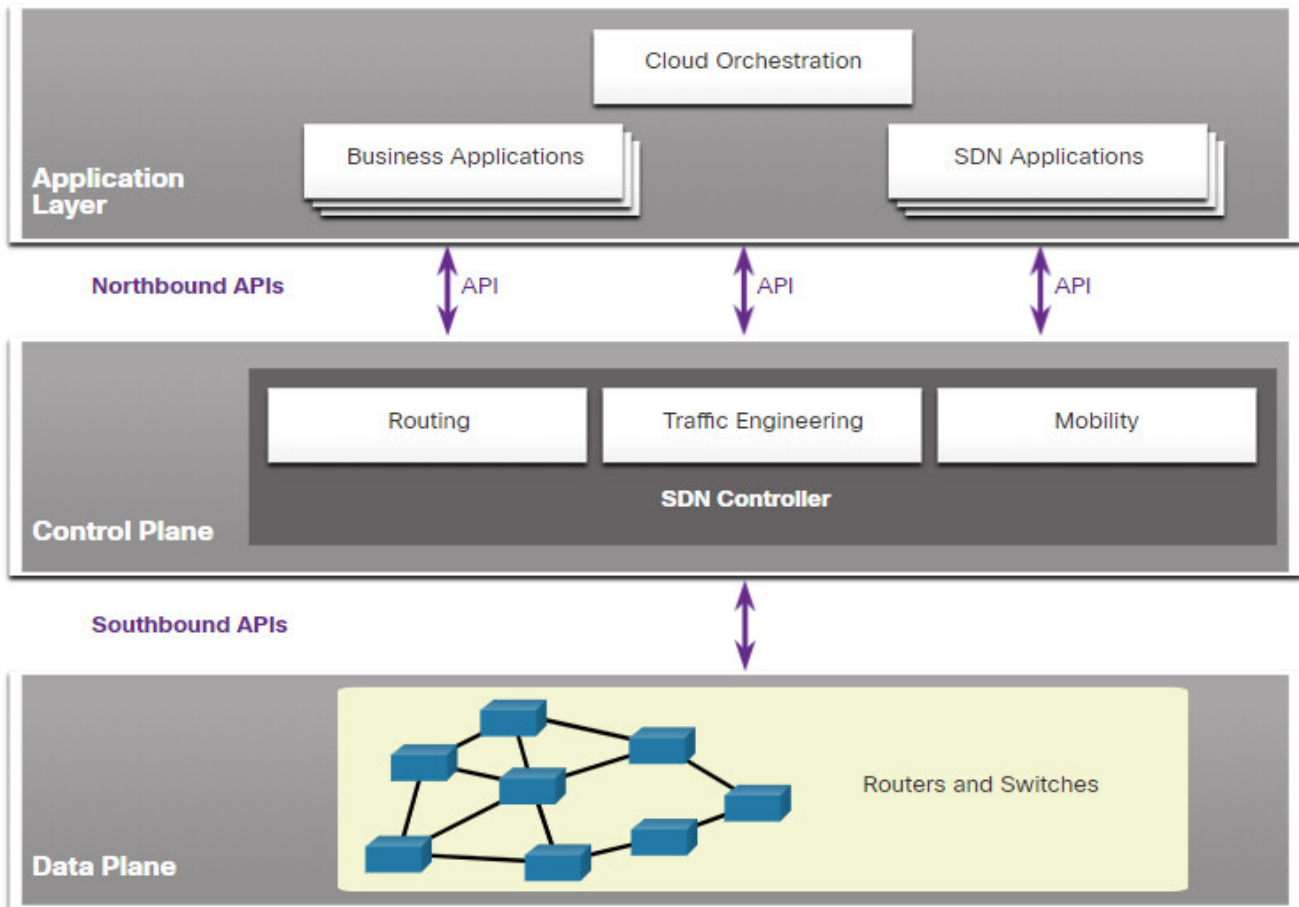 Cloud Orchestration
Business Applications
SDN Applications
Application
Layer
Northbound APIs
API
API
API
Routing
Traffic Engineering
Mobility
SDN Controller
Control Plane
Southbound APIs
Routers and Switches
Data Plane